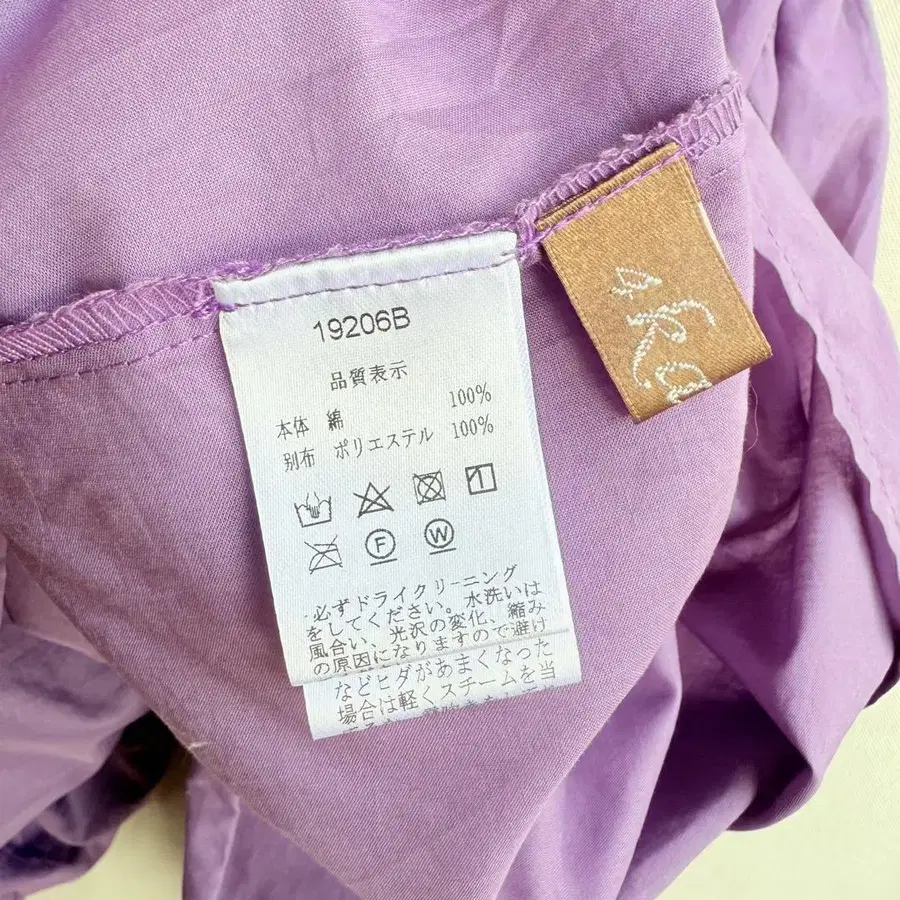 19206B
品質表示
本体 綿 100%
別布 ポリエステル 100%
F W
必ずドライクリーニング
をしてください。水洗いは
風合い、光沢の変化、縮み
の原因になりますので避け
などヒダがあまくなった
場合は軽くスチームを当